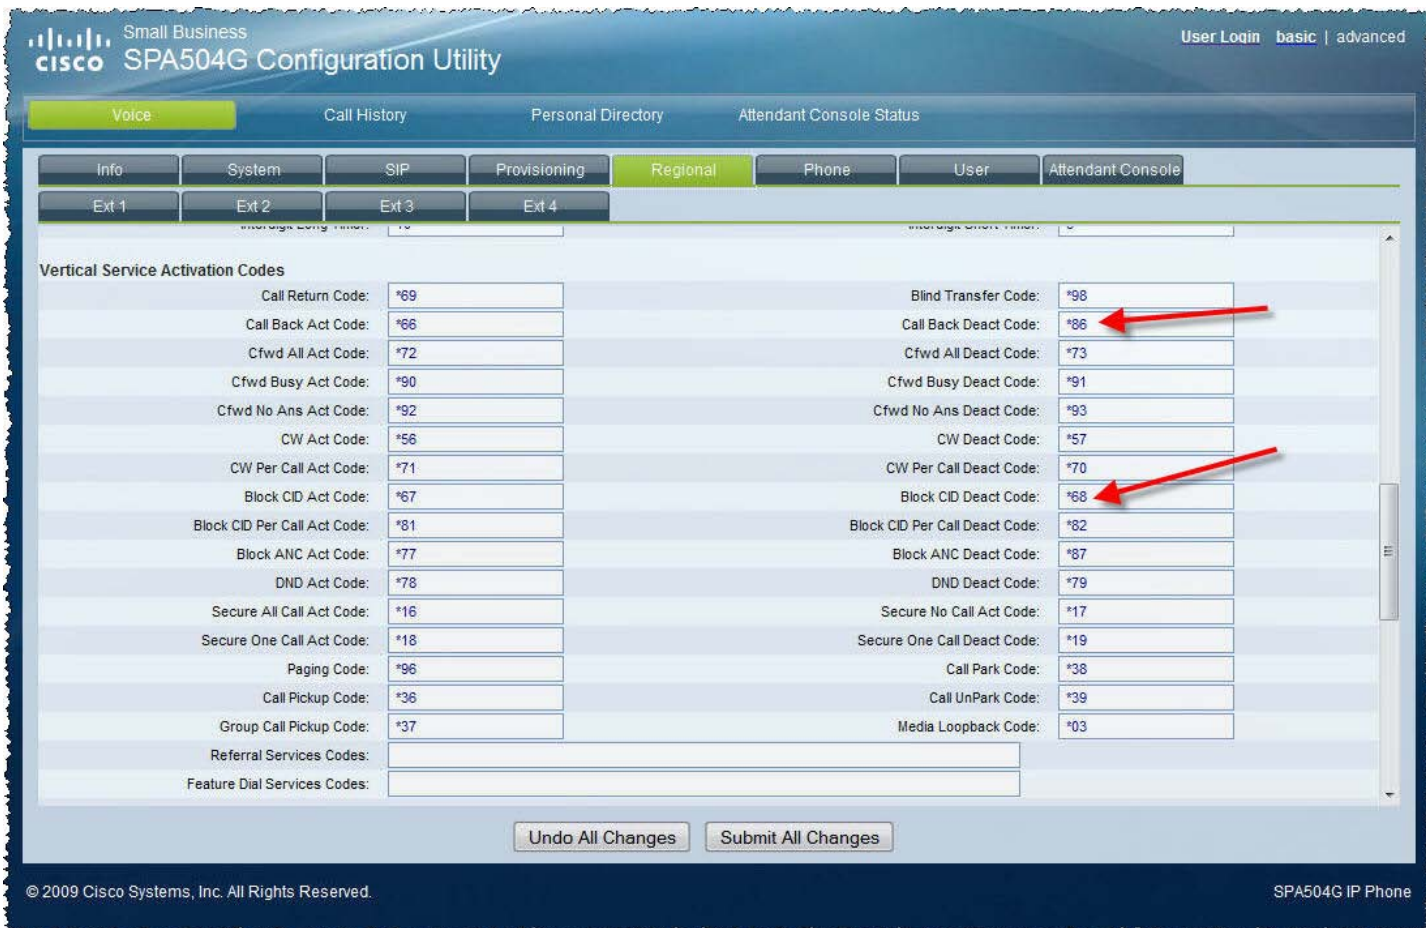 Small Business
cisco SPA504G Configuration Utility
User Login basic | advanced
Voice Call History Personal Directory Attendant Console Status
Info System SIP Provisioning Regional Phone User Attendant Console
Ext 1 Ext 2 Ext 3 Ext 4
Vertical Service Activation Codes
Call Return Code: *69 Blind Transfer Code: *98
Call Back Act Code: *66 Call Back Deact Code: *86
Cfwd All Act Code: *72 Cfwd All Deact Code: *73
Cfwd Busy Act Code: *90 Cfwd Busy Deact Code: *91
Cfwd No Ans Act Code: *92 Cfwd No Ans Deact Code: *93
CW Act Code: *56 CW Deact Code: *57
CW Per Call Act Code: *71 CW Per Call Deact Code: *70
Block CID Act Code: *67 Block CID Deact Code: *68
Block CID Per Call Act Code: *81 Block CID Per Call Deact Code: *82
Block ANC Act Code: *77 Block ANC Deact Code: *87
DND Act Code: *78 DND Deact Code: *79
Secure All Call Act Code: *16 Secure No Call Act Code: *17
Secure One Call Act Code: *18 Secure One Call Deact Code: *19
Paging Code: *96 Call Park Code: *38
Call Pickup Code: *36 Call UnPark Code: *39
Group Call Pickup Code: *37 Media Loopback Code: *03
Referral Services Codes:
Feature Dial Services Codes:
Undo All Changes Submit All Changes
© 2009 Cisco Systems, Inc. All Rights Reserved. SPA504G IP Phone